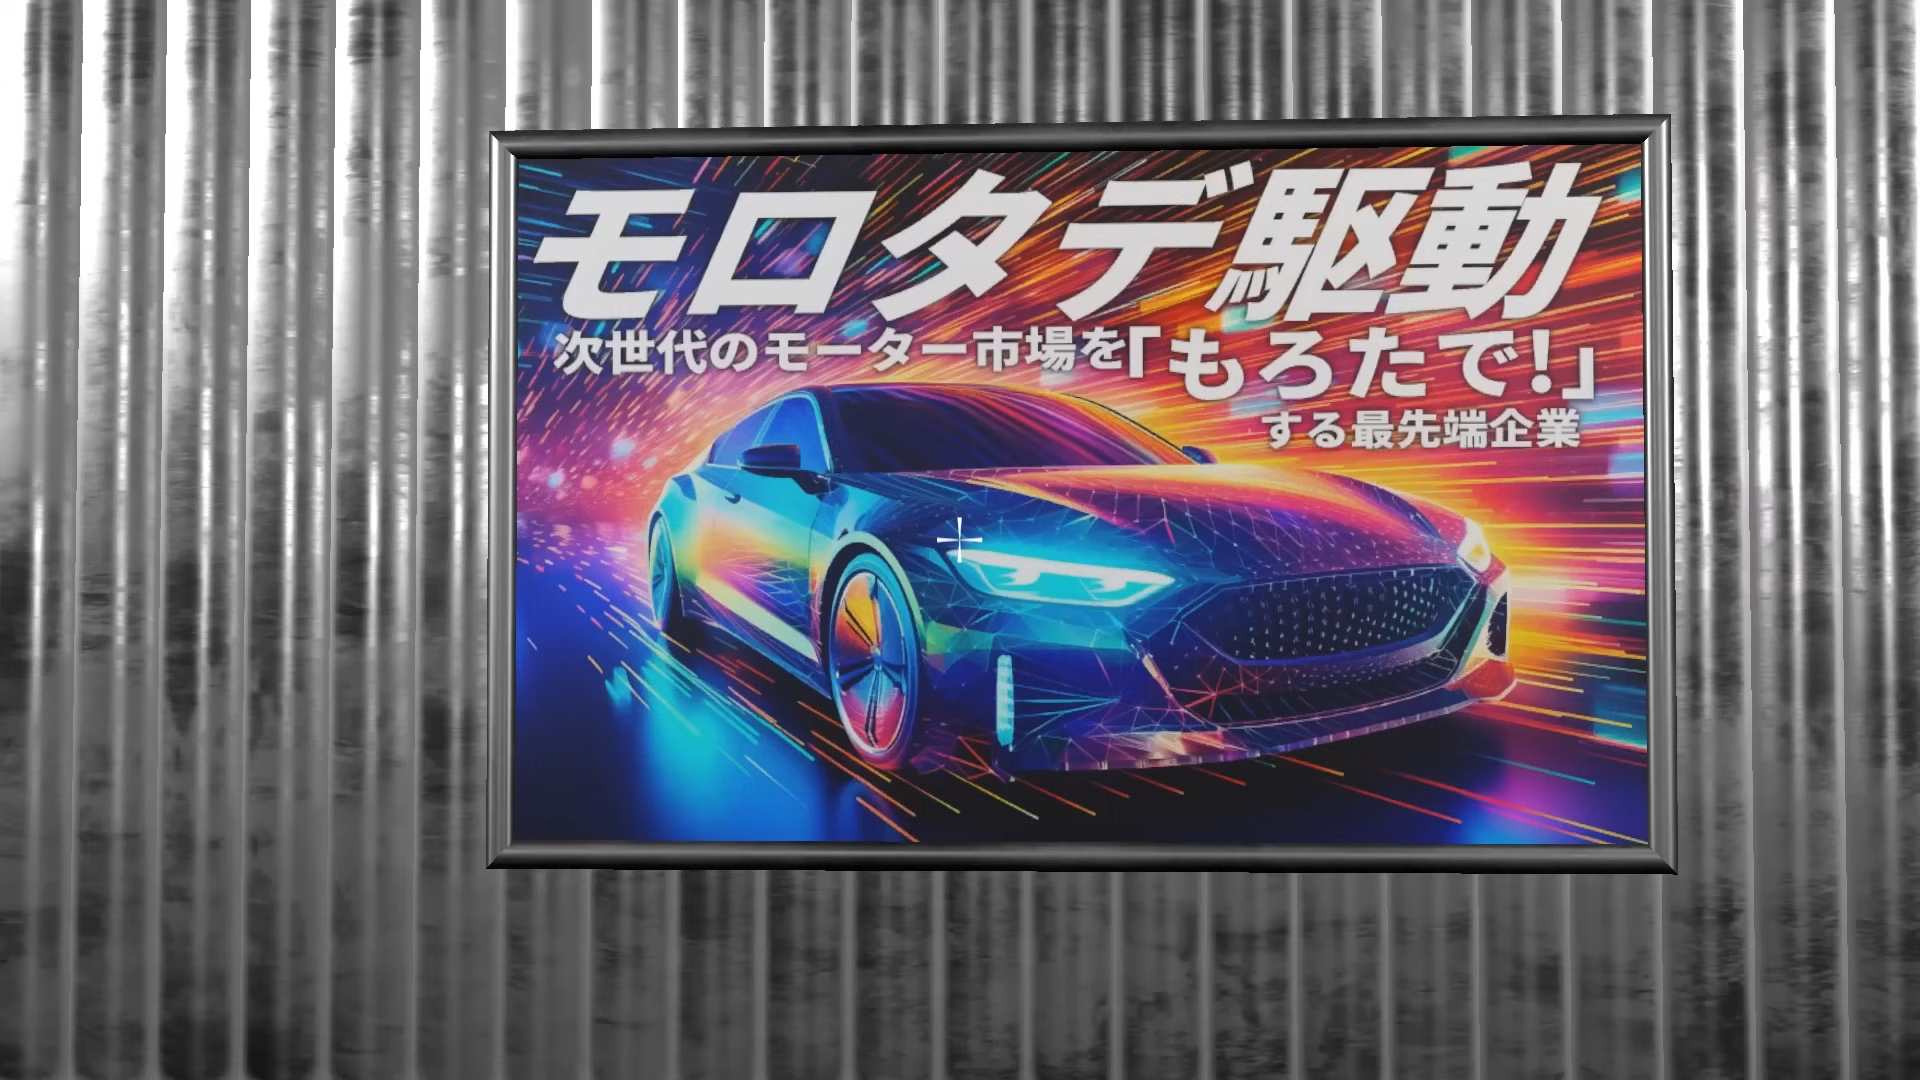 モロタデ駆動
次世代のモーター市場を「もろたで!」
する最先端企業